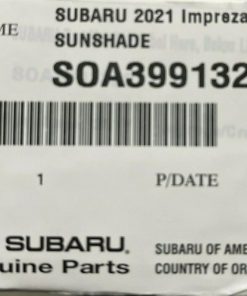 SUBARU 2021 Impreza
ME SUNSHADE
SOA399132
1 P/DATE
SUBARU. SUBARU OF AME
uine Parts COUNTRY OF OR